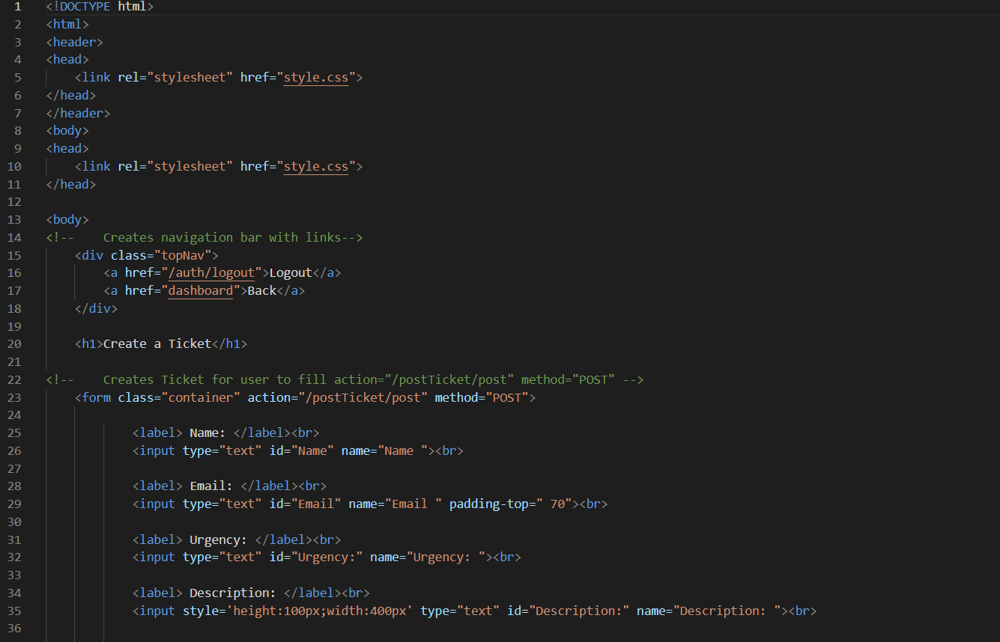 1 <!DOCTYPE html>
2 <html>
3 <header>
4 <head>
5     <link rel="stylesheet" href="style.css">
6 </head>
7 </header>
8 <body>
9 <head>
10     <link rel="stylesheet" href="style.css">
11 </head>
12
13 <body>
14 <!--    Creates navigation bar with links-->
15     <div class="topNav">
16         <a href="/auth/logout">Logout</a>
17         <a href="dashboard">Back</a>
18     </div>
19
20     <h1>Create a Ticket</h1>
21
22 <!--    Creates Ticket for user to fill action="/postTicket/post" method="POST" -->
23     <form class="container" action="/postTicket/post" method="POST">
24
25             <label> Name: </label><br>
26             <input type="text" id="Name" name="Name "><br>
27
28             <label> Email: </label><br>
29             <input type="text" id="Email" name="Email " padding-top=" 70"><br>
30
31             <label> Urgency: </label><br>
32             <input type="text" id="Urgency:" name="Urgency: "><br>
33
34             <label> Description: </label><br>
35             <input style='height:100px;width:400px' type="text" id="Description:" name="Description: "><br>
36